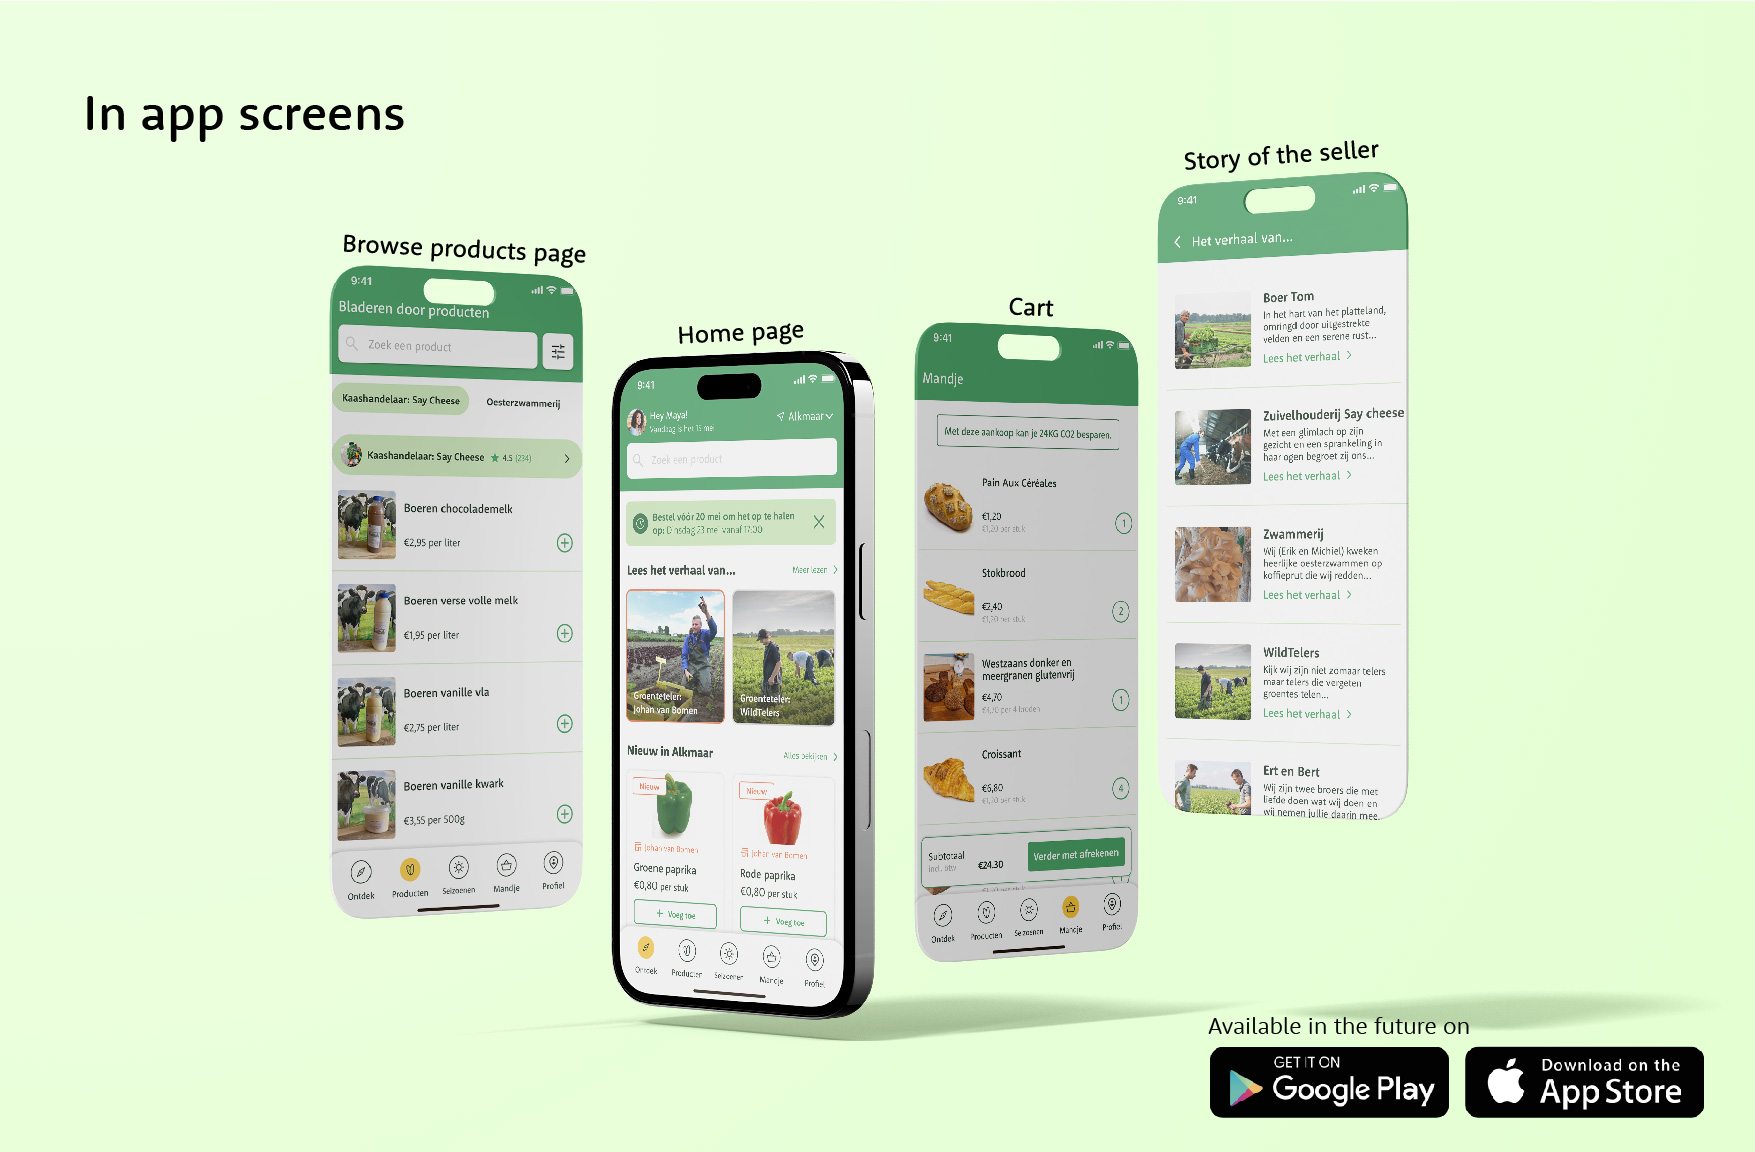 In app screens
Browse products page
9:41
Bladeren door producten
Zoek een product
Kaashandelaar: Say Cheese
Oesterzwammerij
Kaashandelaar: Say Cheese ★ 4.5 (234)
Boeren chocolademelk
€2,95 per liter
Boeren verse volle melk
€1,95 per liter
Boeren vanille vla
€2,75 per liter
Boeren vanille kwark
€3,55 per 500g
Ontdek
Producten
Seizoenen
Mandje
Profiel
Home page
9:41
Hey Maya!
Vandaag is het 15 mei
Alkmaar
Zoek een product
Bestel vóór 20 mei om het op te halen
op: Dinsdag 23 mei vanaf 17:00
Lees het verhaal van...
Meer lezen
Groenteteler:
Johan van Bomen
Groenteteler:
WildTelers
Nieuw in Alkmaar
Alles bekijken
Nieuw
Johan van Bomen
Groene paprika
€0,80 per stuk
+ Voeg toe
Nieuw
Johan van Bomen
Rode paprika
€0,80 per stuk
+ Voeg toe
Ontdek
Producten
Seizoenen
Mandje
Profiel
Cart
9:41
Mandje
Met deze aankoop kan je 24KG CO2 besparen.
Pain Aux Céréales
€1,20
€1,20 per stuk
1
Stokbrood
€2,40
€1,20 per stuk
2
Westzaans donker en
meergranen glutenvrij
€4,70
€4,70 per 4 broden
1
Croissant
€6,80
€1,70 per stuk
4
Subtotaal
incl. btw
€24.30
Verder met afrekenen
Ontdek
Producten
Seizoenen
Mandje
Profiel
Story of the seller
9:41
Het verhaal van...
Boer Tom
In het hart van het platteland,
omringd door uitgestrekte
velden en een serene rust...
Lees het verhaal
Zuivelhouderij Say cheese
Met een glimlach op zijn
gezicht en een sprankeling in
haar ogen begroet zij ons...
Lees het verhaal
Zwammerij
Wij (Erik en Michiel) kweken
heerlijke oesterzwammen op
koffieprut die wij redden...
Lees het verhaal
WildTelers
Kijk wij zijn niet zomaar telers
maar telers die vergeten
groentes telen...
Lees het verhaal
Ert en Bert
Wij zijn twee broers die met
liefde doen wat wij doen en
wij nemen jullie daarin mee.
Available in the future on
GET IT ON
Google Play
Download on the
App Store